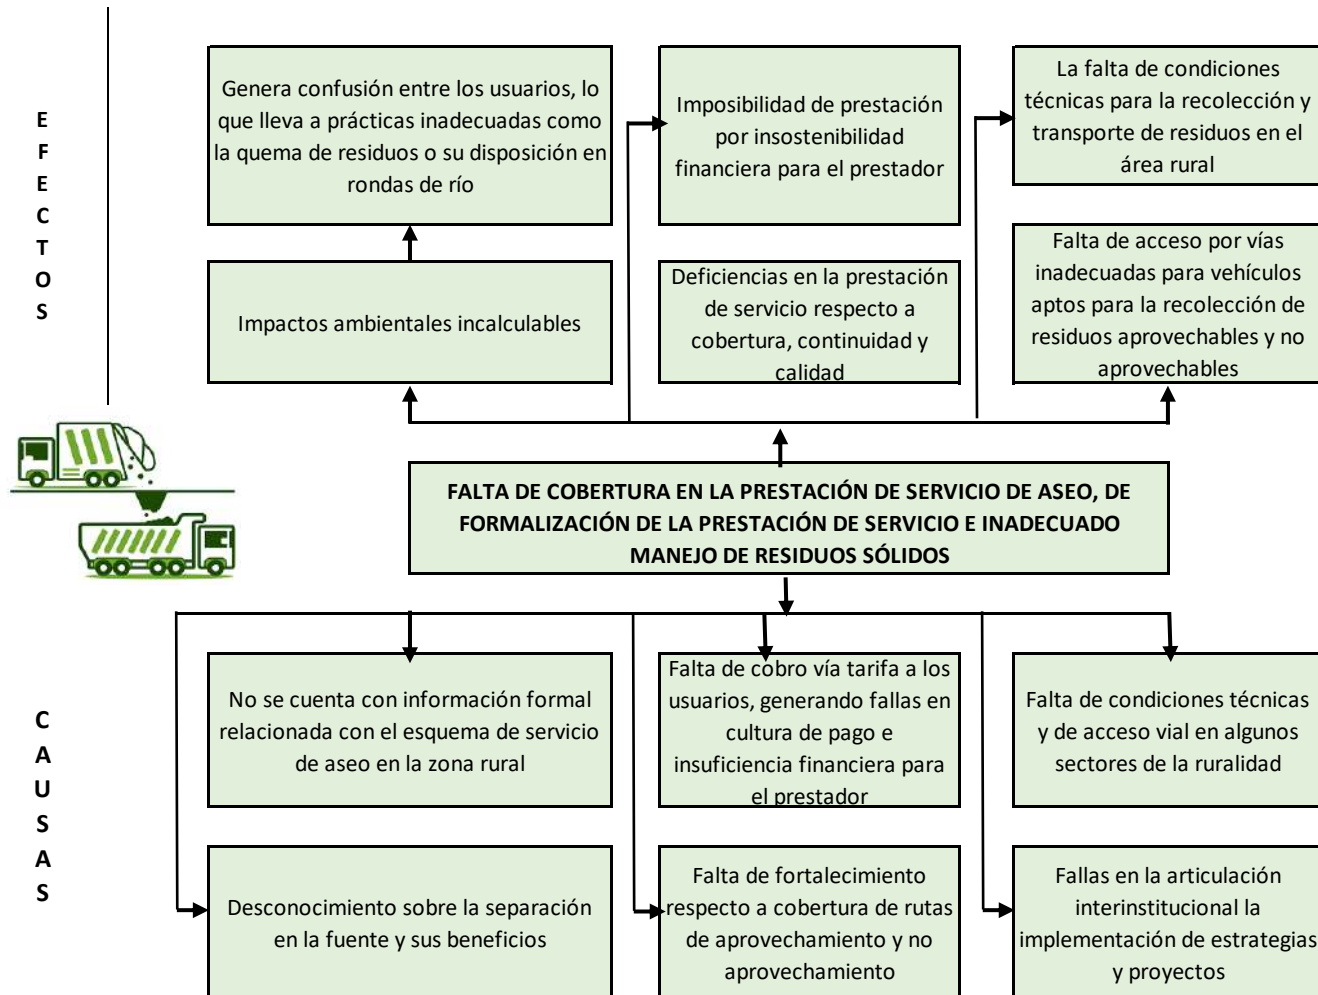 EFECTOS
Genera confusión entre los usuarios, lo
que lleva a prácticas inadecuadas como
la quema de residuos o su disposición en
rondas de río
Imposibilidad de prestación
por insostenibilidad
financiera para el prestador
La falta de condiciones
técnicas para la recolección y
transporte de residuos en el
área rural
Impactos ambientales incalculables
Deficiencias en la prestación
de servicio respecto a
cobertura, continuidad y
calidad
Falta de acceso por vías
inadecuadas para vehículos
aptos para la recolección de
residuos aprovechables y no
aprovechables
FALTA DE COBERTURA EN LA PRESTACIÓN DE SERVICIO DE ASEO, DE
FORMALIZACIÓN DE LA PRESTACIÓN DE SERVICIO E INADECUADO
MANEJO DE RESIDUOS SÓLIDOS
CAUSAS
No se cuenta con información formal
relacionada con el esquema de servicio
de aseo en la zona rural
Falta de cobro vía tarifa a los
usuarios, generando fallas en
cultura de pago e
insuficiencia financiera para
el prestador
Falta de condiciones técnicas
y de acceso vial en algunos
sectores de la ruralidad
Desconocimiento sobre la separación
en la fuente y sus beneficios
Falta de fortalecimiento
respecto a cobertura de rutas
de aprovechamiento y no
aprovechamiento
Fallas en la articulación
interinstitucional la
implementación de estrategias
y proyectos